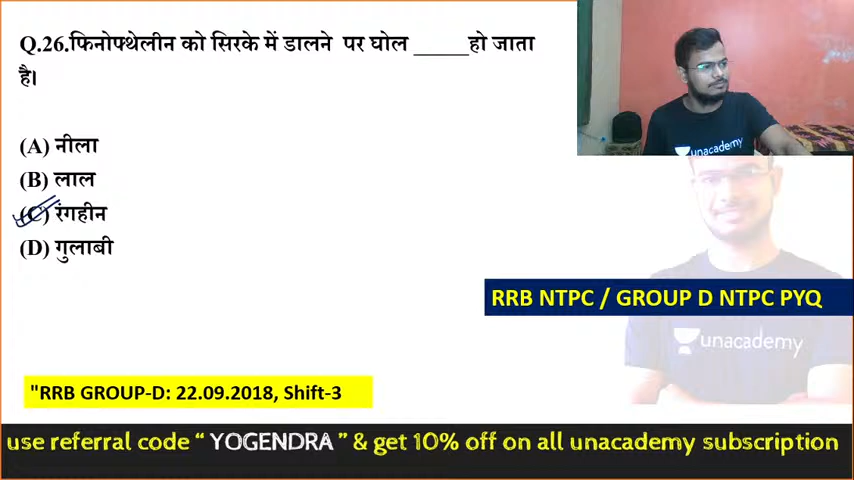 Q.26.फिनोफ्थेलीन को सिरके में डालने पर घोल _____हो जाता
है।
(A) नीला
(B) लाल
(C) रंगहीन
(D) गुलाबी
unacademy
RRB NTPC / GROUP D NTPC PYQ
unacademy
"RRB GROUP-D: 22.09.2018, Shift-3
use referral code “ YOGENDRA ” & get 10% off on all unacademy subscription